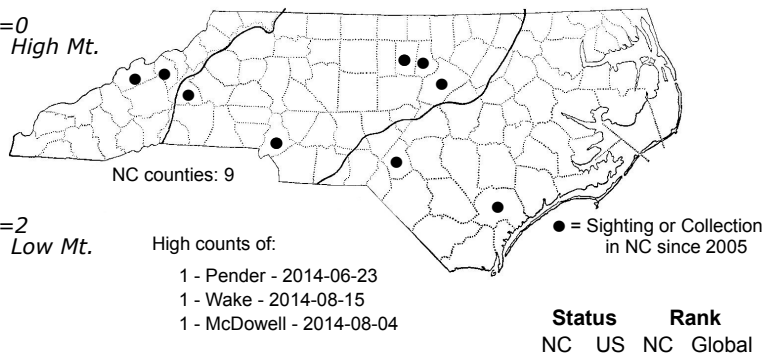 =0
High Mt.
NC counties: 9
=2
Low Mt.
High counts of:
1 - Pender - 2014-06-23
1 - Wake - 2014-08-15
1 - McDowell - 2014-08-04
● = Sighting or Collection
in NC since 2005
Status Rank
NC US NC Global